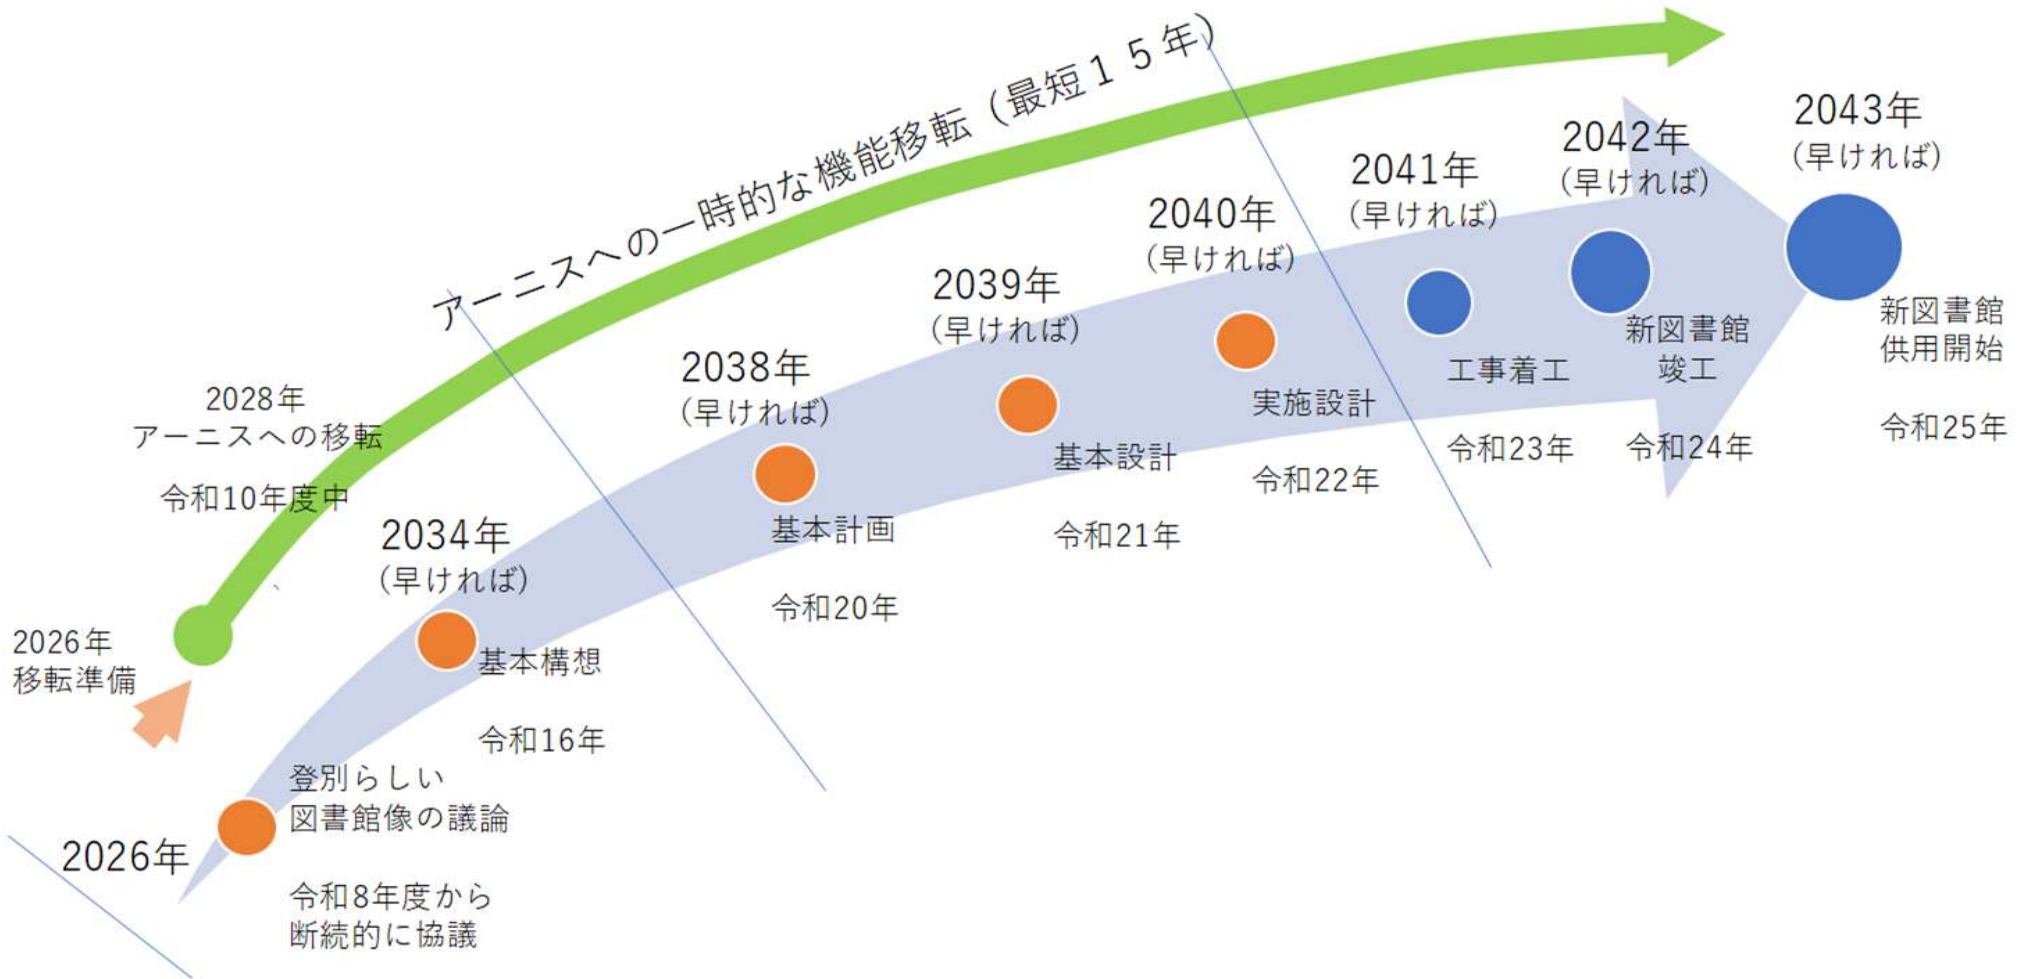 アーニスへの一時的な機能移転（最短１５年）
2028年
アーニスへの移転
令和10年度中
2026年
移転準備
2026年
登別らしい
図書館像の議論
令和8年度から
断続的に協議
2034年
(早ければ)
基本構想
令和16年
2038年
(早ければ)
基本計画
令和20年
2039年
(早ければ)
基本設計
令和21年
2040年
(早ければ)
実施設計
令和22年
2041年
(早ければ)
工事着工
令和23年
2042年
(早ければ)
新図書館
竣工
令和24年
2043年
(早ければ)
新図書館
供用開始
令和25年
、